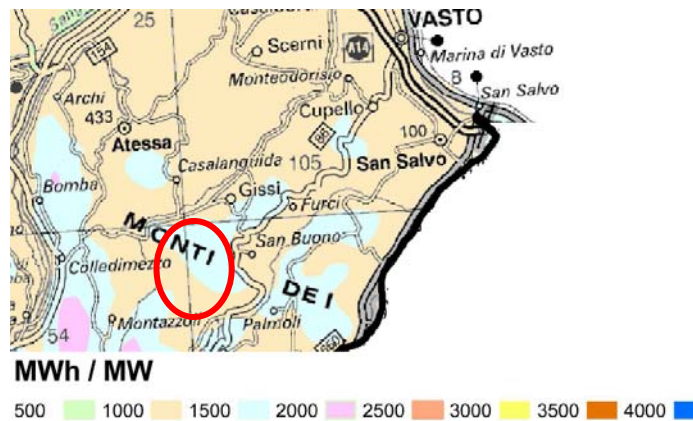 25
VASTO
Scerni
A14
154
Marina di Vasto
Monteodorisio
8
Archi
San Salvo
433
Cupello
86
100
Atessa
Casalanguida
105
San Salvo
Bomba
Gissi
Furci
MONTI
San Buono
Colledimezzo
DEI
Montazzoli
Palmoli
54
MWh / MW
500 1000 1500 2000 2500 3000 3500 4000